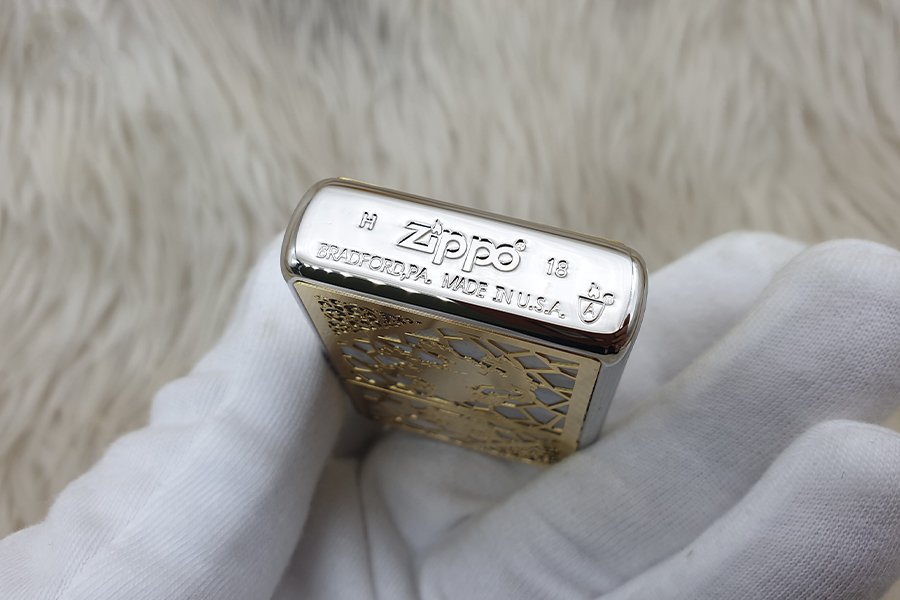 H Zippo 18
BRADFORD,PA. MADE IN U.S.A.